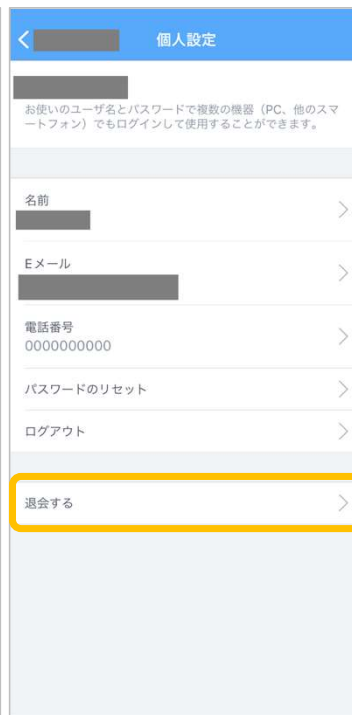 個人設定
お使いのユーザ名とパスワードで複数の機器（PC、他のスマ
ートフォン）でもログインして使用することができます。
名前
Eメール
電話番号
0000000000
パスワードのリセット
ログアウト
退会する